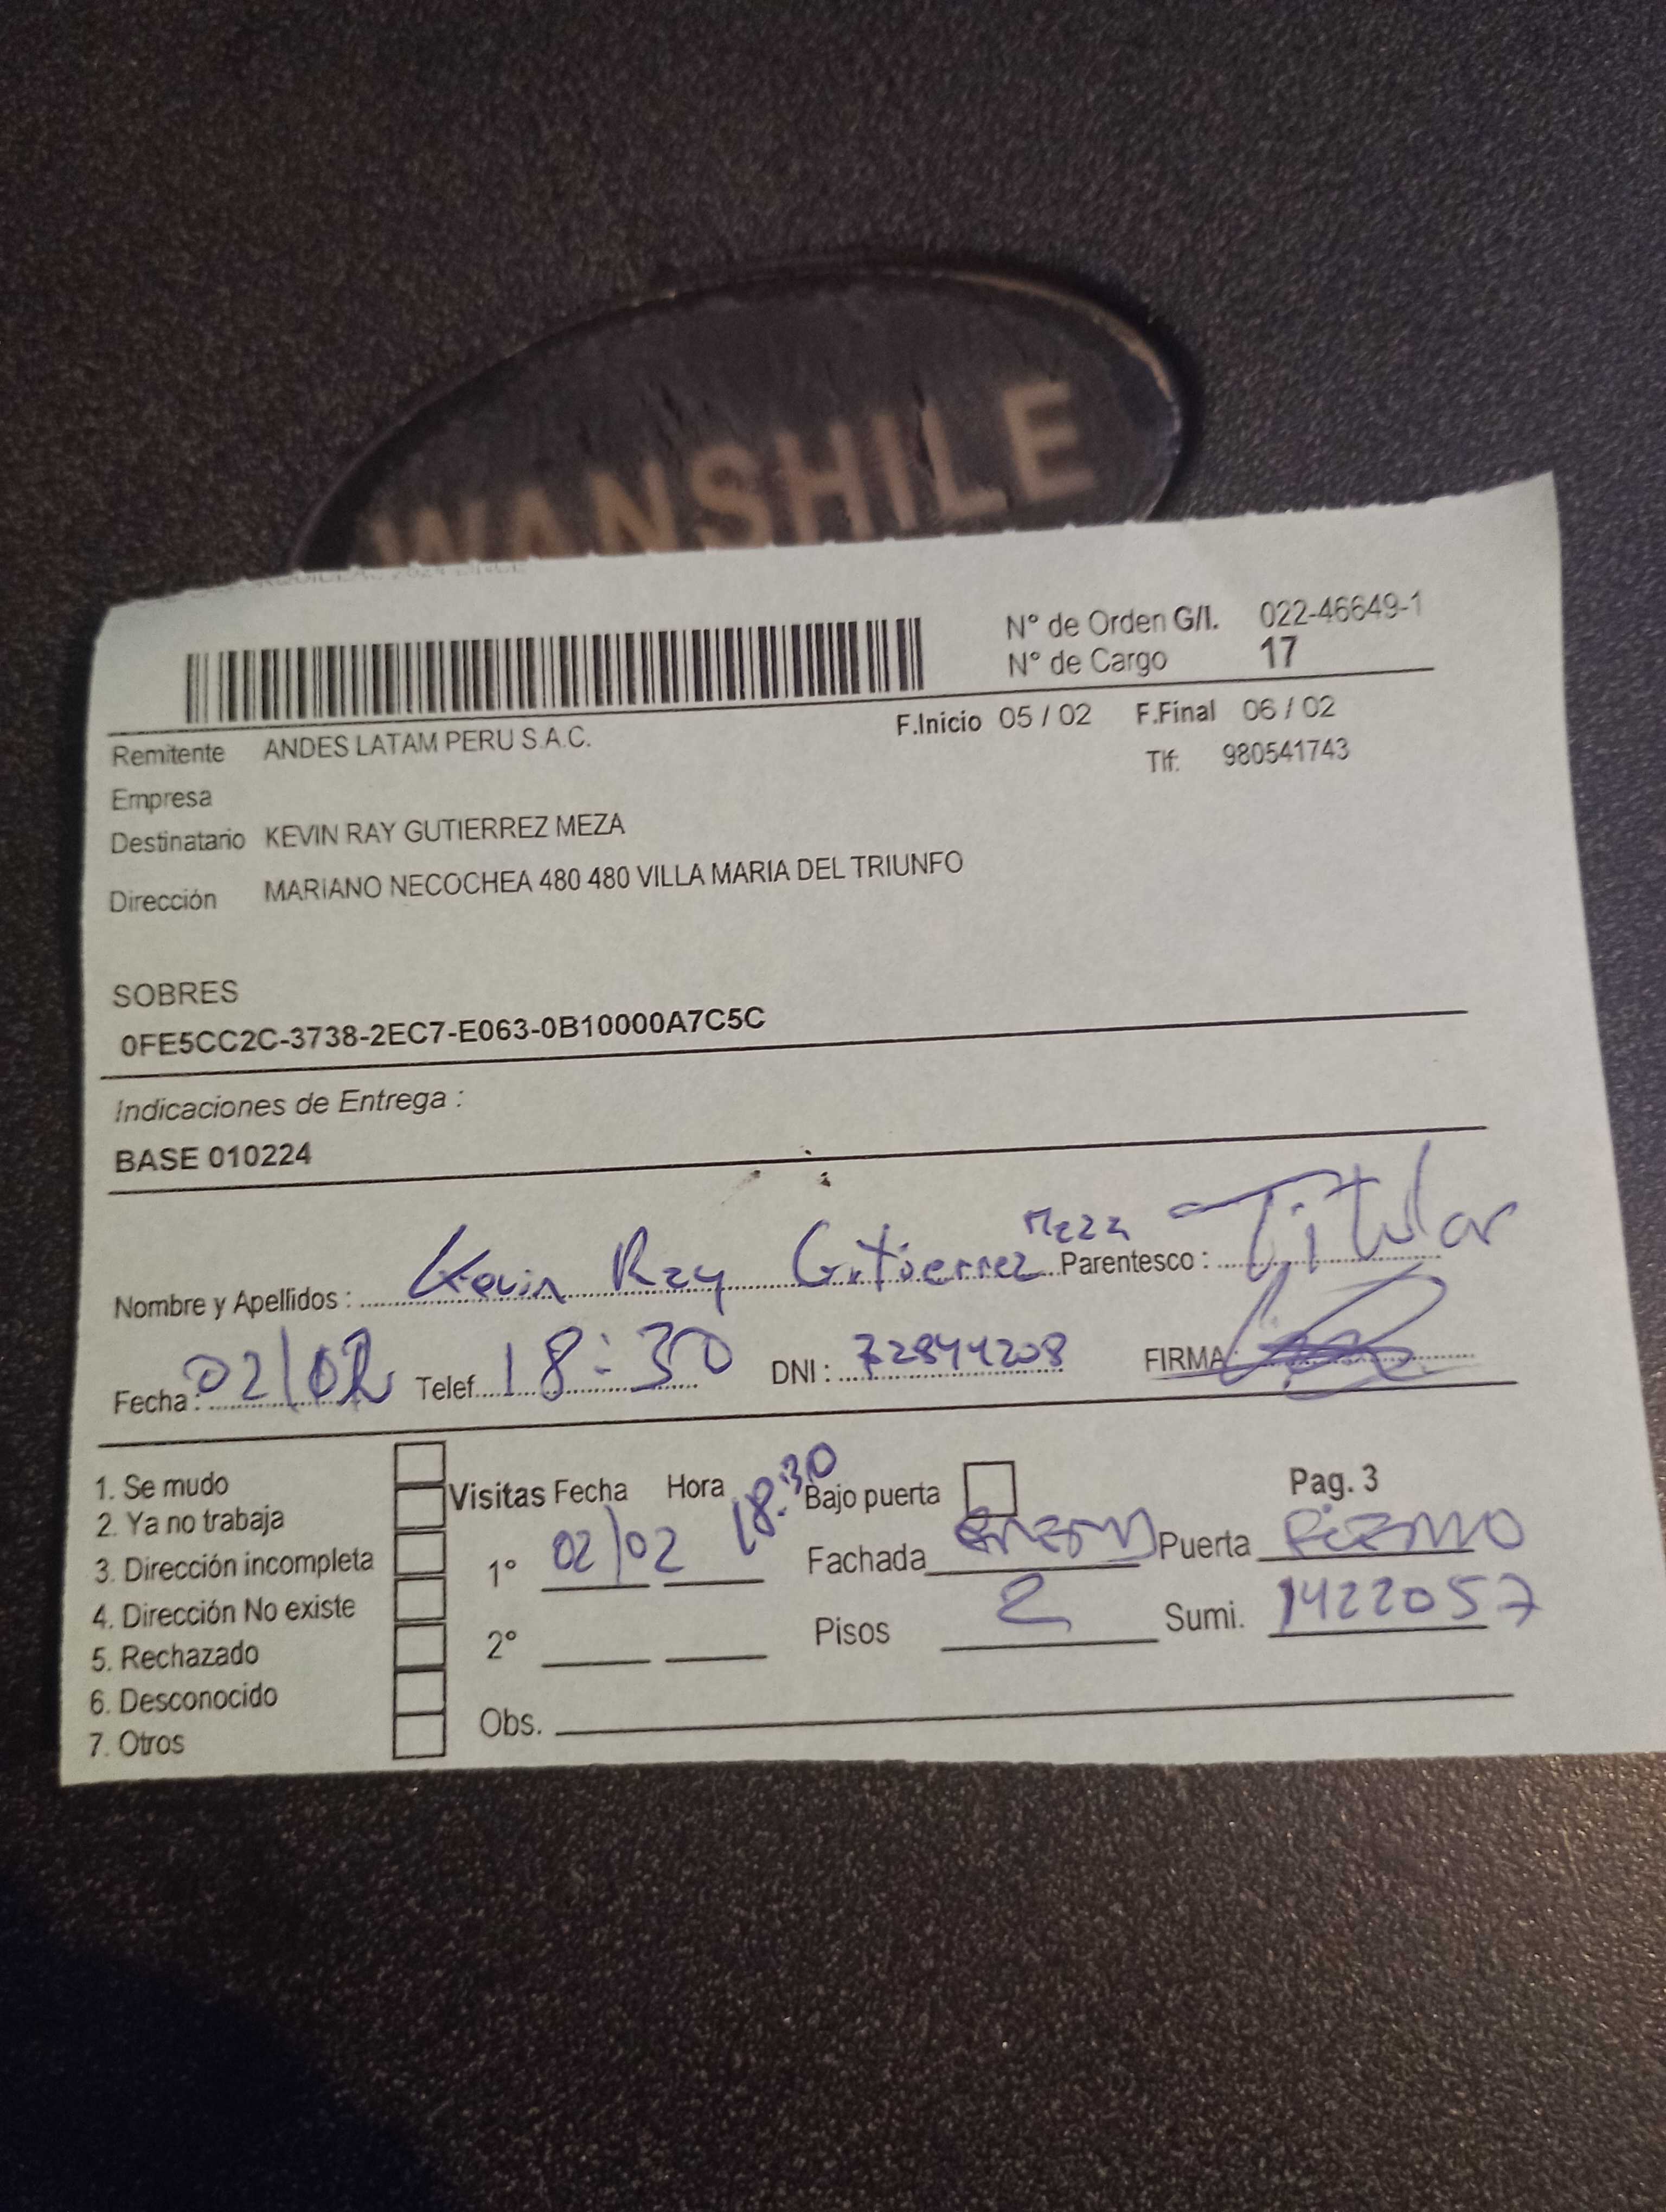 WANSHILE
N° de Orden G/I. 022-46649-1
N° de Cargo 17
F.Inicio 05 / 02 F.Final 06 / 02
Remitente ANDES LATAM PERU S.A.C.
Tlf: 980541743
Empresa
Destinatario KEVIN RAY GUTIERREZ MEZA
Dirección MARIANO NECOCHEA 480 480 VILLA MARIA DEL TRIUNFO
SOBRES
0FE5CC2C-3738-2EC7-E063-0B10000A7C5C
Indicaciones de Entrega :
BASE 010224
Nombre y Apellidos : Kevin Ray Gutierrez Meza Parentesco : Titular
Fecha : 02/02 Telef. 18:30 DNI : 72844208 FIRMA
1. Se mudo
2. Ya no trabaja
3. Dirección incompleta
4. Dirección No existe
5. Rechazado
6. Desconocido
7. Otros
Visitas Fecha Hora 18:30 Bajo puerta Pag. 3
1° 02/02 Fachada Puerta
2° Pisos 2 Sumi. 1422057
Obs.